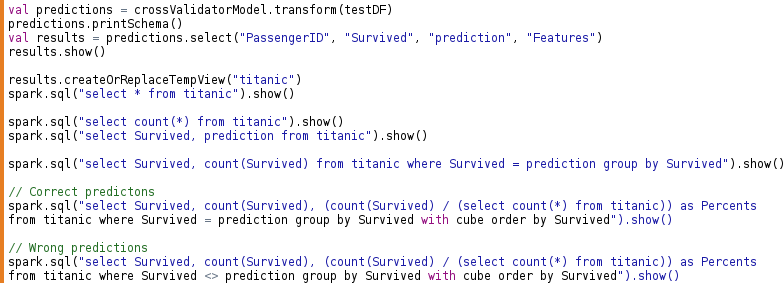 val predictions = crossValidatorModel.transform(testDF)
predictions.printSchema()
val results = predictions.select("PassengerID", "Survived", "prediction", "Features")
results.show()
results.createOrReplaceTempView("titanic")
spark.sql("select * from titanic").show()
spark.sql("select count(*) from titanic").show()
spark.sql("select Survived, prediction from titanic").show()
spark.sql("select Survived, count(Survived) from titanic where Survived = prediction group by Survived").show()
// Correct predictons
spark.sql("select Survived, count(Survived), (count(Survived) / (select count(*) from titanic)) as Percents
from titanic where Survived = prediction group by Survived with cube order by Survived").show()
// Wrong predictions
spark.sql("select Survived, count(Survived), (count(Survived) / (select count(*) from titanic)) as Percents
from titanic where Survived <> prediction group by Survived with cube order by Survived").show()